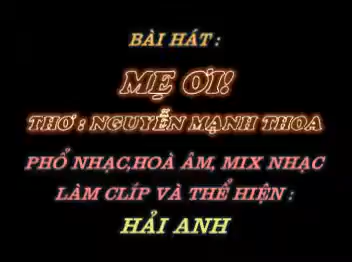 BÀI HÁT :
MẸ ƠI!
THƠ : NGUYỄN MẠNH THOA
PHỔ NHẠC,HOÀ ÂM, MIX NHẠC
LÀM CLÍP VÀ THỂ HIỆN :
HẢI ANH